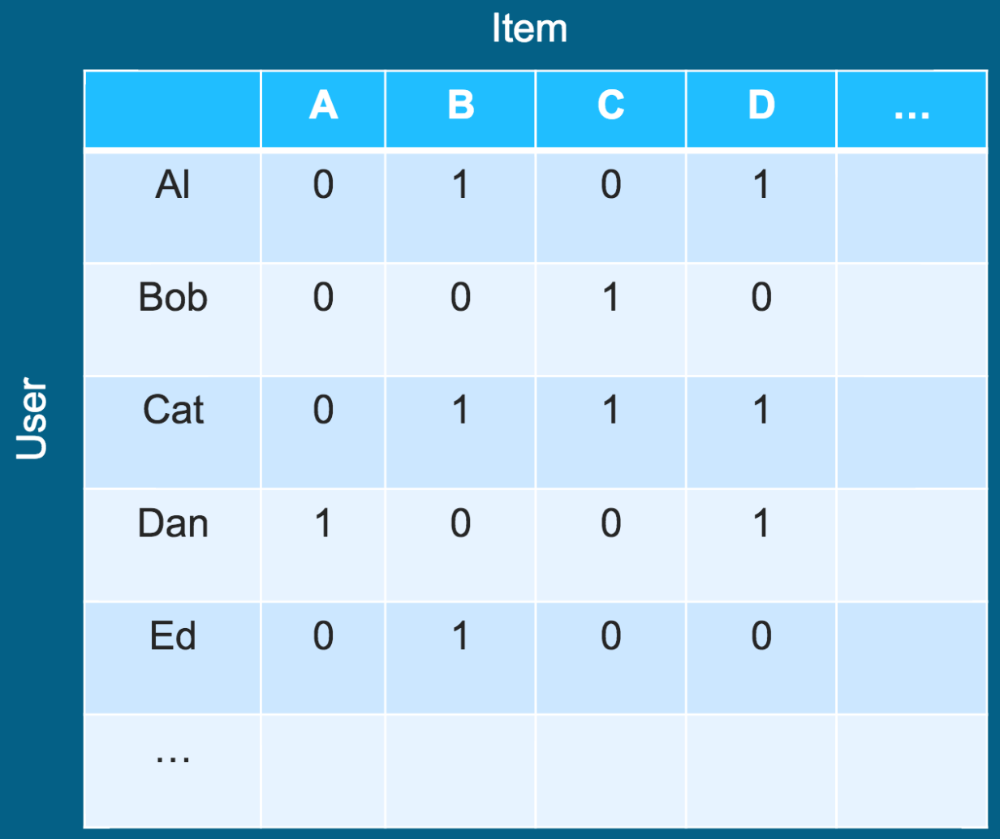 Item
A B C D ...
Al 0 1 0 1
Bob 0 0 1 0
User
Cat 0 1 1 1
Dan 1 0 0 1
Ed 0 1 0 0
...